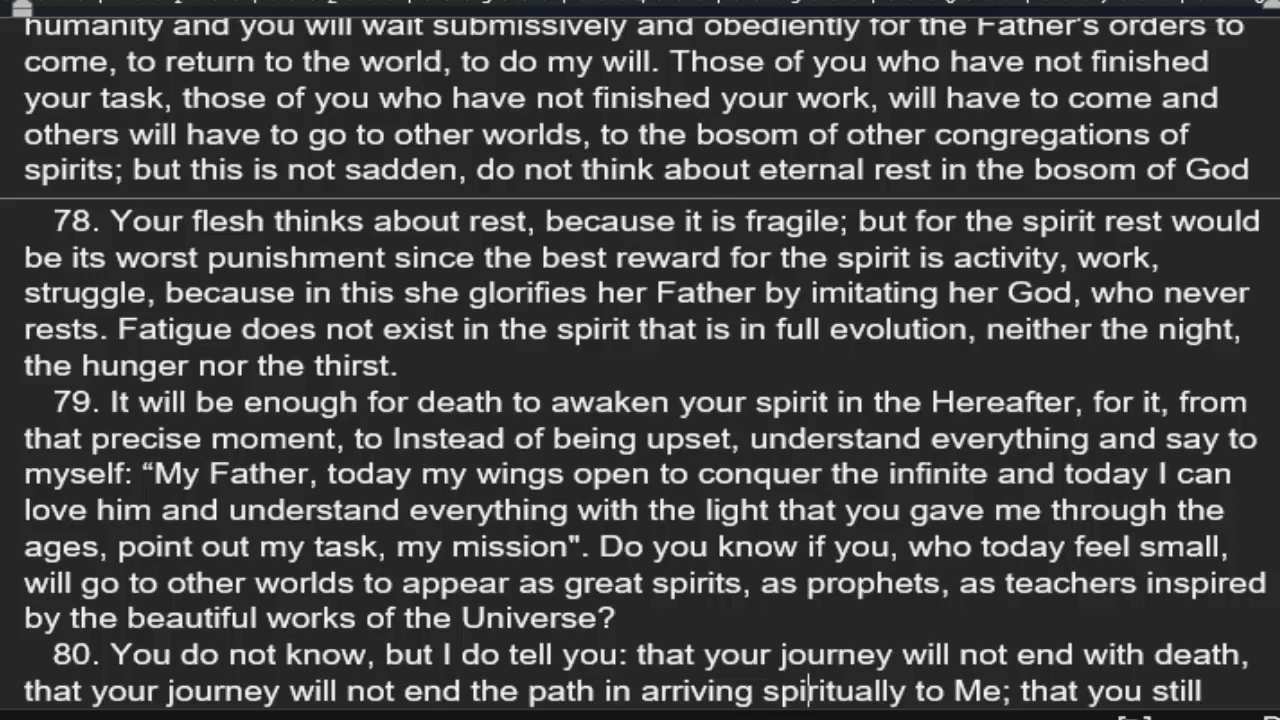 humanity and you will wait submissively and obediently for the Father's orders to
come, to return to the world, to do my will. Those of you who have not finished
your task, those of you who have not finished your work, will have to come and
others will have to go to other worlds, to the bosom of other congregations of
spirits; but this is not sadden, do not think about eternal rest in the bosom of God
78. Your flesh thinks about rest, because it is fragile; but for the spirit rest would
be its worst punishment since the best reward for the spirit is activity, work,
struggle, because in this she glorifies her Father by imitating her God, who never
rests. Fatigue does not exist in the spirit that is in full evolution, neither the night,
the hunger nor the thirst.
79. It will be enough for death to awaken your spirit in the Hereafter, for it, from
that precise moment, to Instead of being upset, understand everything and say to
myself: “My Father, today my wings open to conquer the infinite and today I can
love him and understand everything with the light that you gave me through the
ages, point out my task, my mission". Do you know if you, who today feel small,
will go to other worlds to appear as great spirits, as prophets, as teachers inspired
by the beautiful works of the Universe?
80. You do not know, but I do tell you: that your journey will not end with death,
that your journey will not end the path in arriving spiritually to Me; that you still